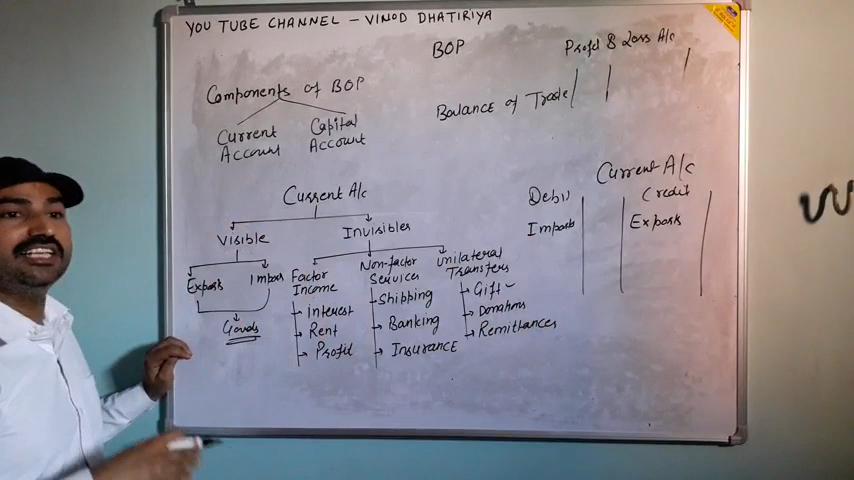 YOU TUBE CHANNEL - VINOD DHATIRIYA
BOP
Profit & Loss A/c
Components of BOP
Current Account
Capital Account
Balance of Trade
Current A/c
Debit
Credit
Imports
Exports
Current A/c
Visible
Invisibles
Exports
Imports
Goods
Factor Income
→ interest
→ Rent
→ Profit
Non-factor Services
→ Shipping
→ Banking
→ Insurance
Unilateral Transfers
→ Gift
→ Donations
→ Remittances